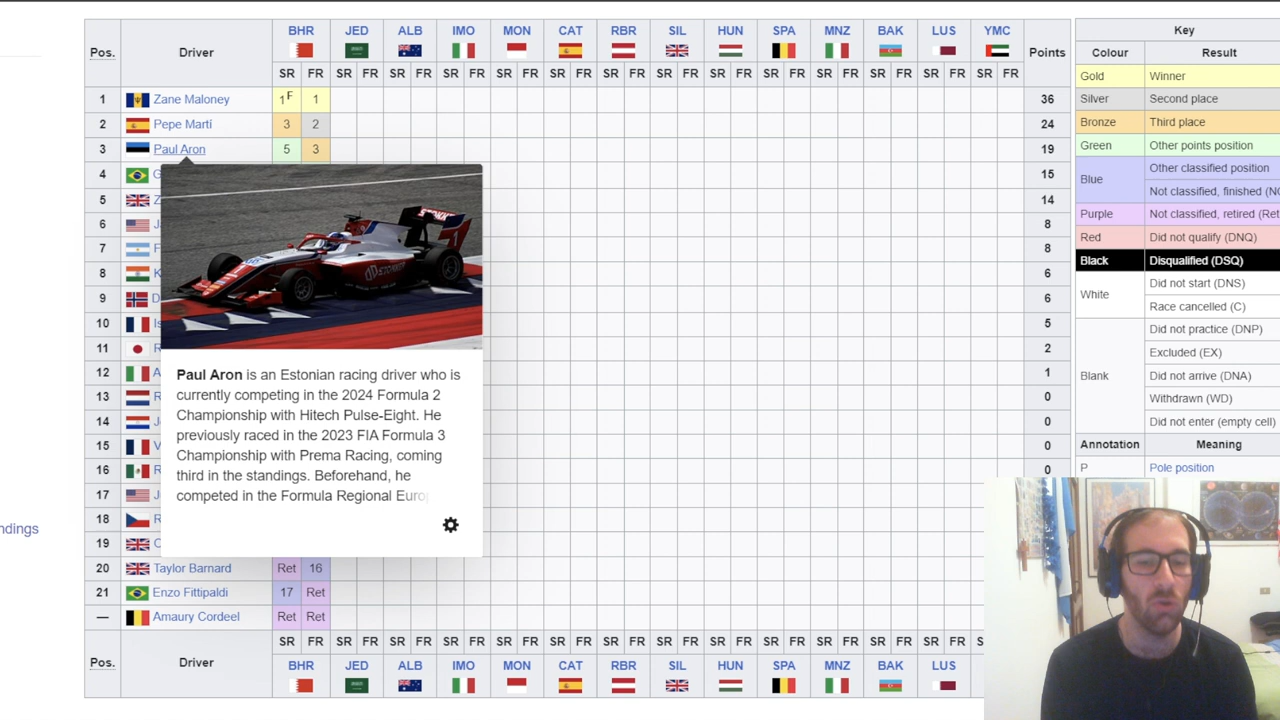 BHR JED ALB IMO MON CAT RBR SIL HUN SPA MNZ BAK LUS YMC
Pos. Driver Points
SR FR SR FR SR FR SR FR SR FR SR FR SR FR SR FR SR FR SR FR SR FR SR FR SR FR SR FR
1 Zane Maloney 1F 1 36
2 Pepe Martí 3 2 24
3 Paul Aron 5 3 19
4 G 15
5 Z 14
6 J 8
7 F 8
8 K 6
9 D 6
10 Is 5
11 R 2
12 A 1
13 R 0
14 J 0
15 V 0
16 R 0
17 J
18 R
19 C
20 Taylor Barnard Ret 16
21 Enzo Fittipaldi 17 Ret
— Amaury Cordeel Ret Ret
SR FR SR FR SR FR SR FR SR FR SR FR SR FR SR FR SR FR SR FR SR FR SR FR SR FR S
Pos. Driver
BHR JED ALB IMO MON CAT RBR SIL HUN SPA MNZ BAK LUS
Paul Aron is an Estonian racing driver who is
currently competing in the 2024 Formula 2
Championship with Hitech Pulse-Eight. He
previously raced in the 2023 FIA Formula 3
Championship with Prema Racing, coming
third in the standings. Beforehand, he
competed in the Formula Regional Euro
Key
Colour Result
Gold Winner
Silver Second place
Bronze Third place
Green Other points position
Blue Other classified position
Not classified, finished (NC
Purple Not classified, retired (Ret
Red Did not qualify (DNQ)
Black Disqualified (DSQ)
White Did not start (DNS)
Race cancelled (C)
Blank Did not practice (DNP)
Excluded (EX)
Did not arrive (DNA)
Withdrawn (WD)
Did not enter (empty cell)
Annotation Meaning
P Pole position
ndings